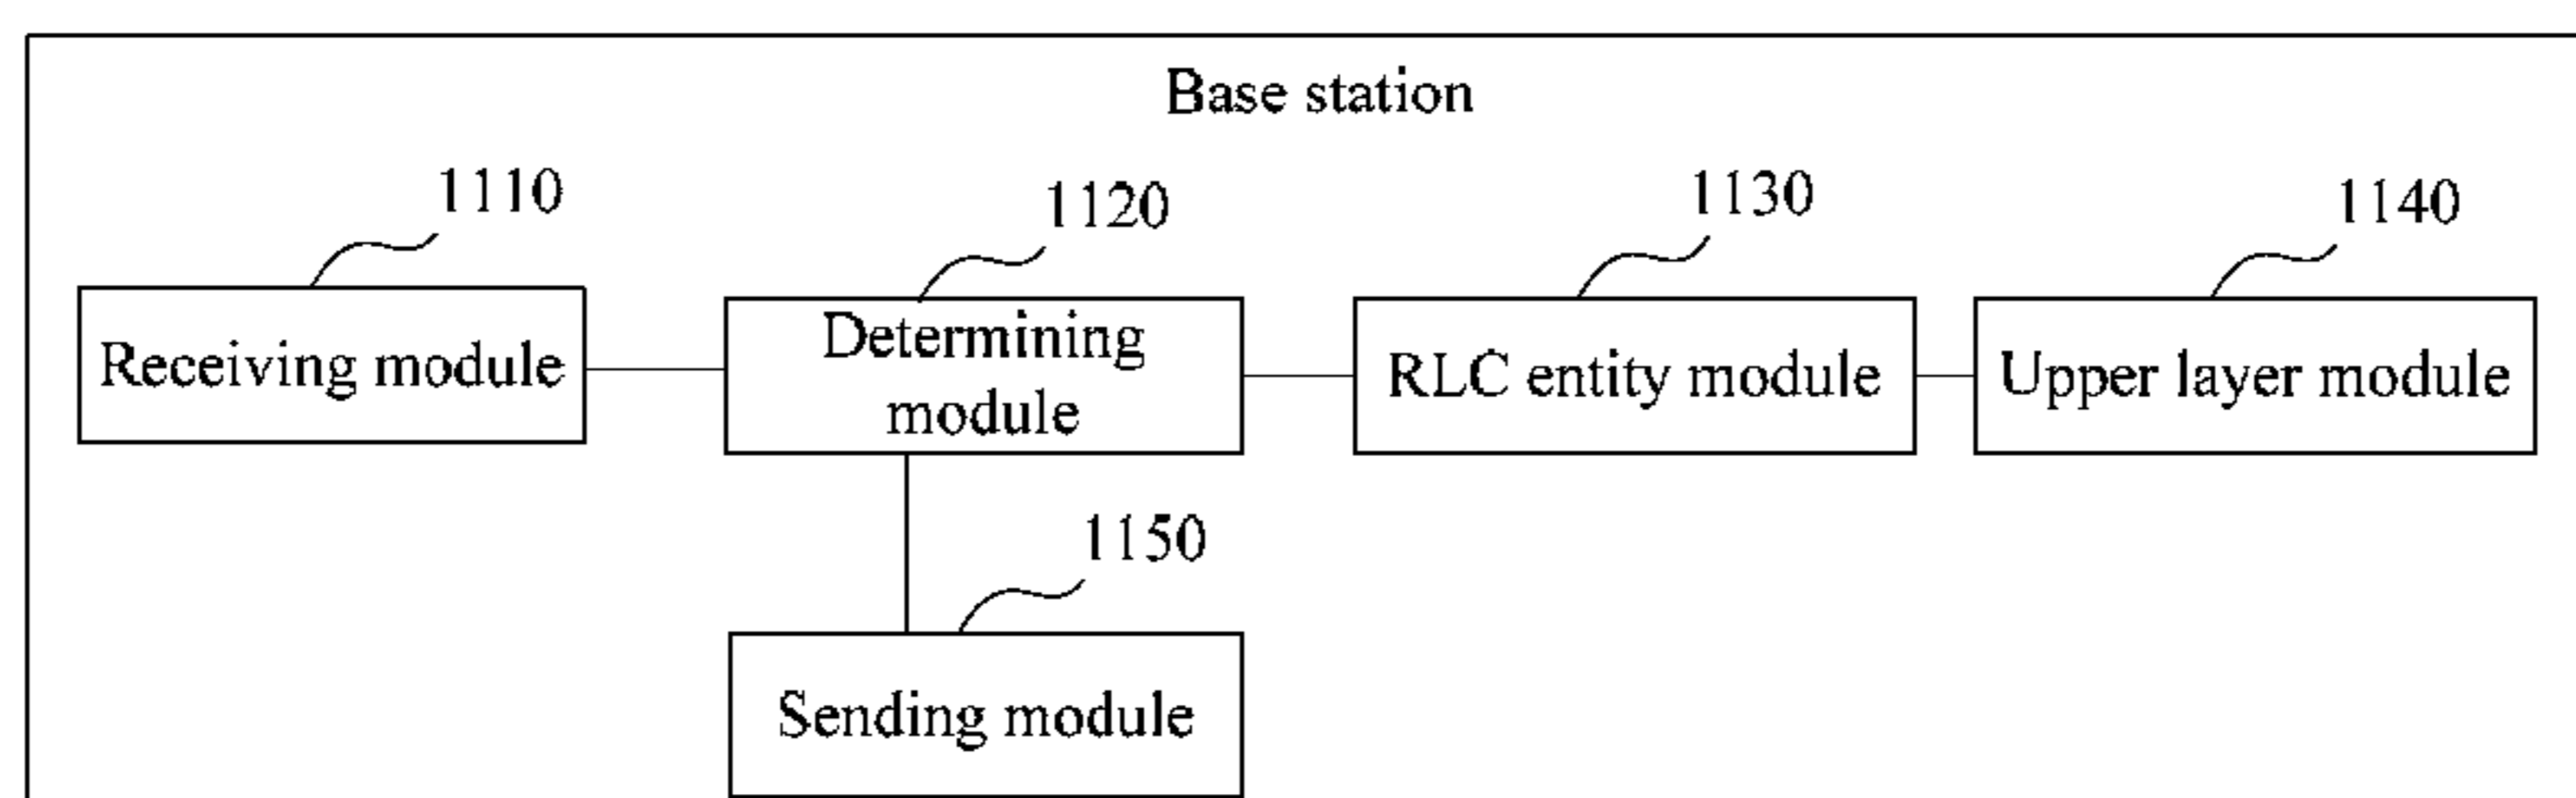 Base station
1110
1120
1130
1140
Receiving module
Determining
module
RLC entity module
Upper layer module
1150
Sending module